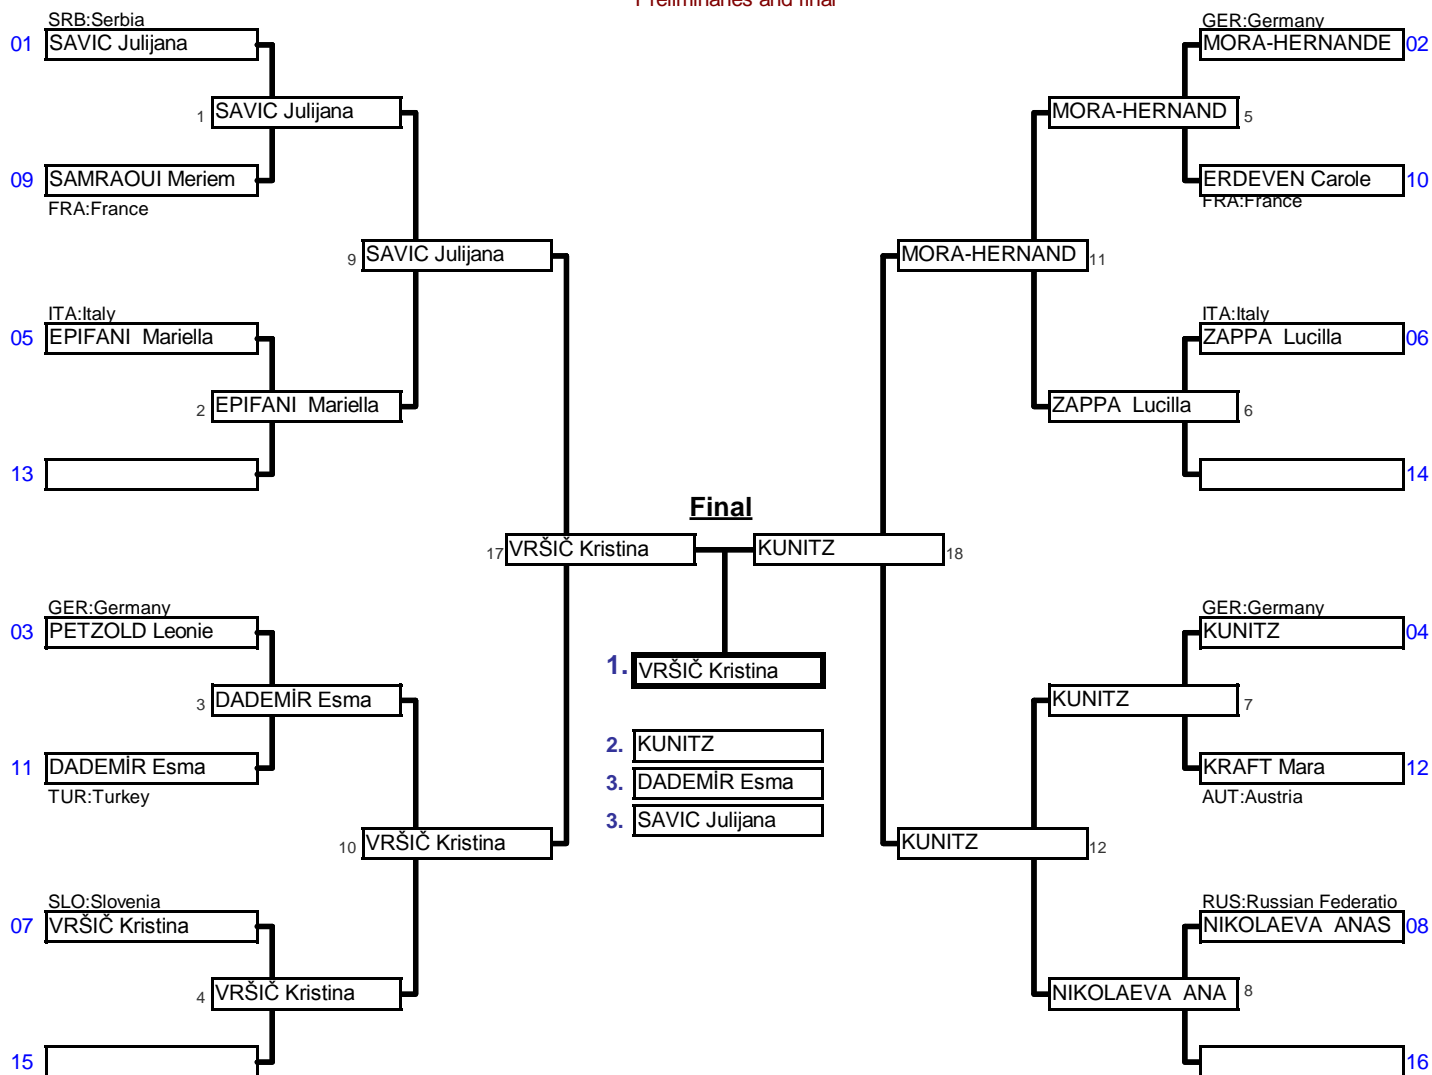 Preliminaries and final
SRB:Serbia
01 SAVIC Julijana
1 SAVIC Julijana
09 SAMRAOUI Meriem
FRA:France
9 SAVIC Julijana
ITA:Italy
05 EPIFANI Mariella
2 EPIFANI Mariella
13
17 VRŠIČ Kristina
GER:Germany
03 PETZOLD Leonie
3 DADEMİR Esma
11 DADEMİR Esma
TUR:Turkey
10 VRŠIČ Kristina
SLO:Slovenia
07 VRŠIČ Kristina
4 VRŠIČ Kristina
15
Final
1. VRŠIČ Kristina
2. KUNITZ
3. DADEMİR Esma
3. SAVIC Julijana
GER:Germany
MORA-HERNANDE 02
MORA-HERNAND 5
ERDEVEN Carole 10
FRA:France
MORA-HERNAND 11
ITA:Italy
ZAPPA Lucilla 06
ZAPPA Lucilla 6
14
KUNITZ 18
GER:Germany
KUNITZ 04
KUNITZ 7
KRAFT Mara 12
AUT:Austria
KUNITZ 12
RUS:Russian Federatio
NIKOLAEVA ANAS 08
NIKOLAEVA ANA 8
16